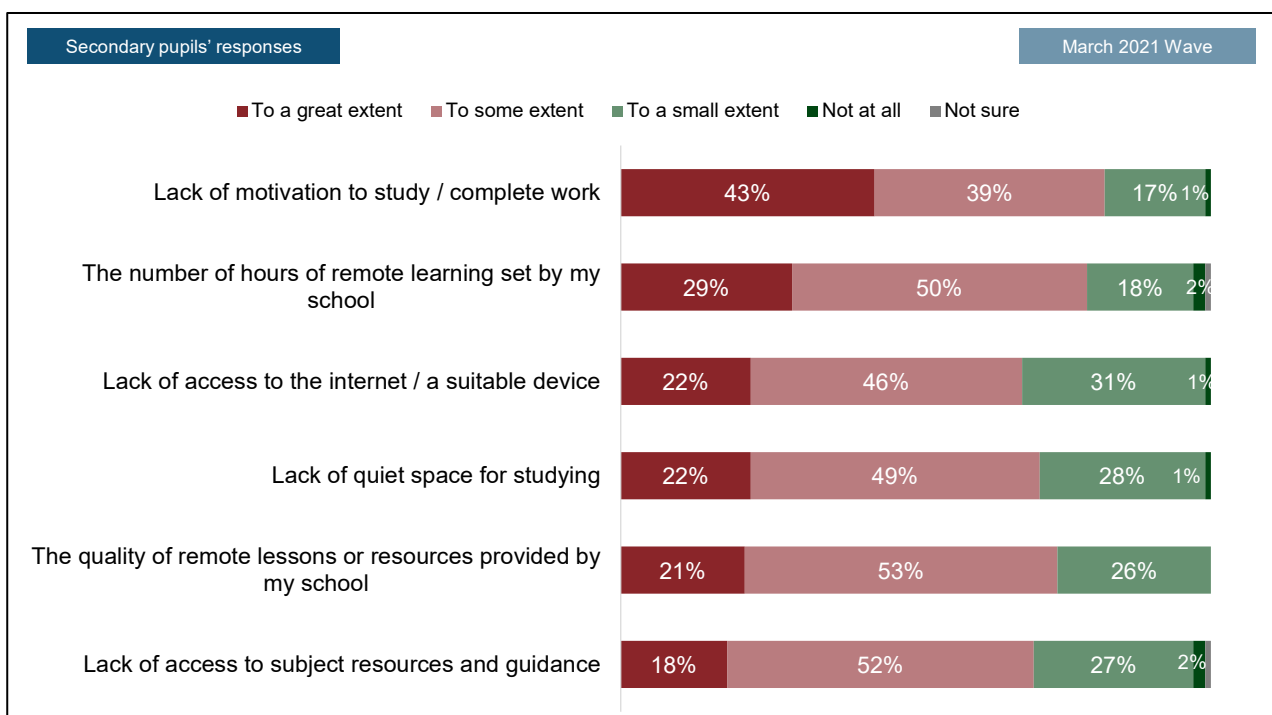 Secondary pupils’ responses
March 2021 Wave
To a great extent To some extent To a small extent Not at all Not sure
Lack of motivation to study / complete work
43% 39% 17% 1%
The number of hours of remote learning set by my
school
29% 50% 18% 2%
Lack of access to the internet / a suitable device
22% 46% 31% 1%
Lack of quiet space for studying
22% 49% 28% 1%
The quality of remote lessons or resources provided by
my school
21% 53% 26%
Lack of access to subject resources and guidance
18% 52% 27% 2%